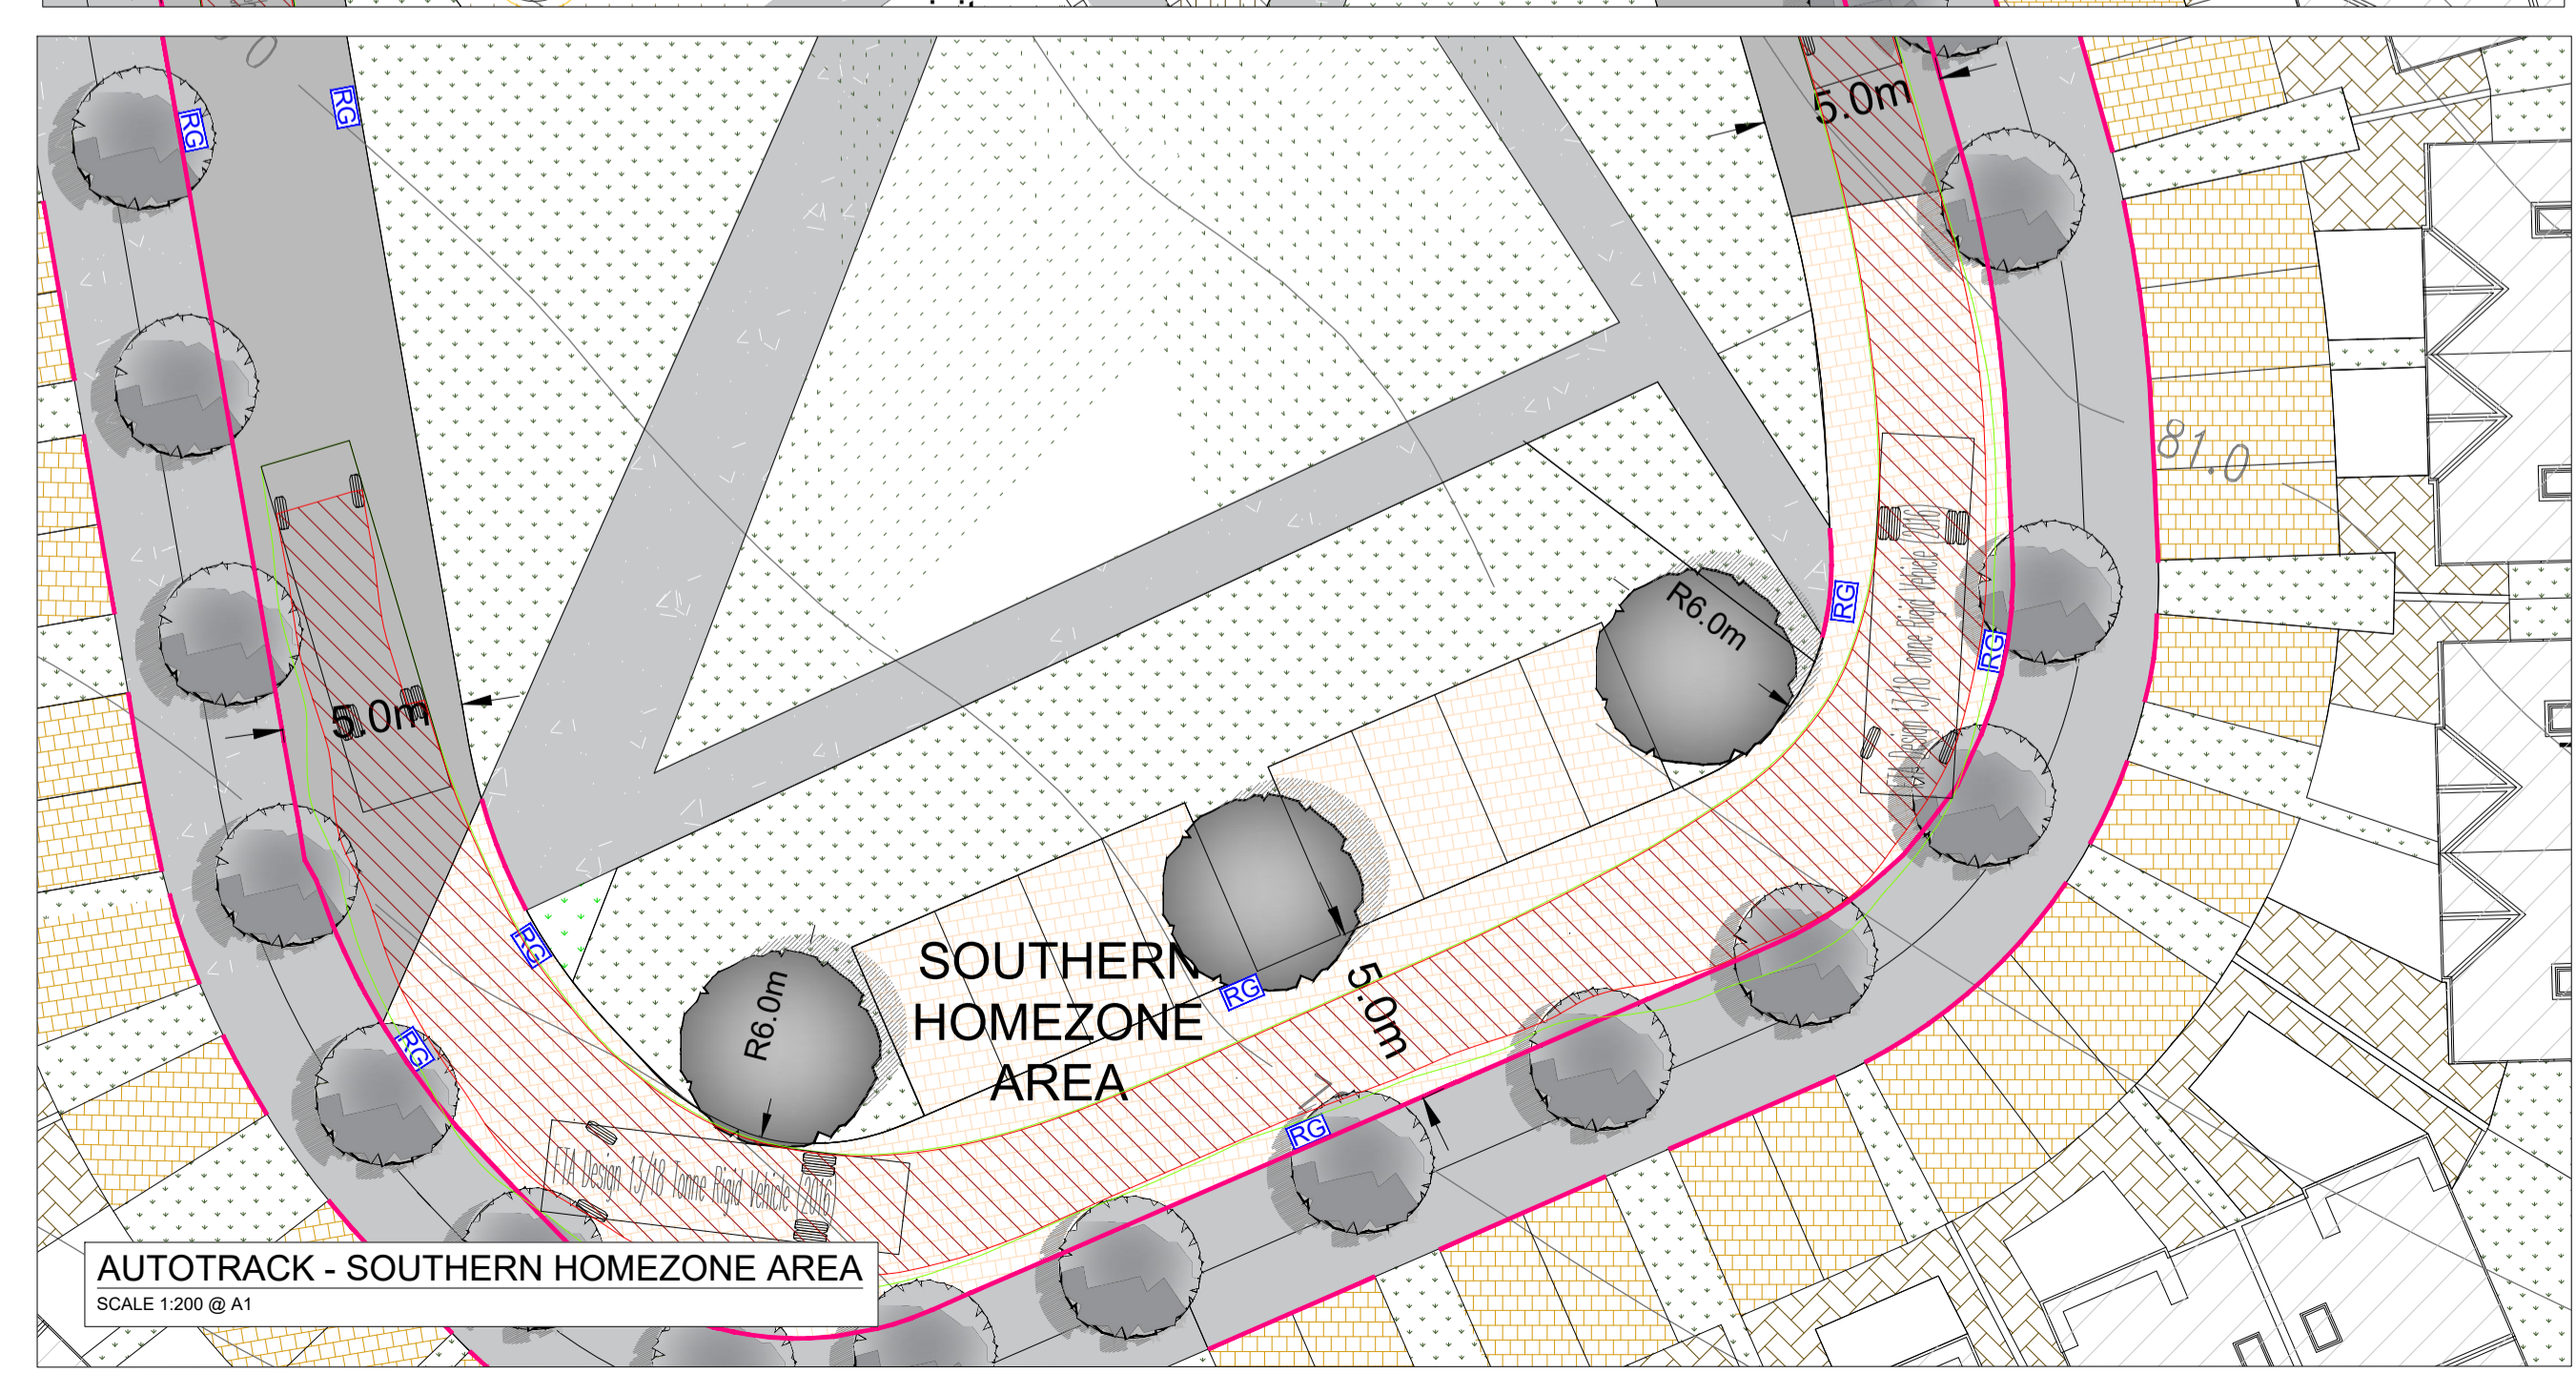 RG
RG
5.0m
81.0
R6.0m
RG
RG
FTA Design 13/18 Tonne Rigid Vehicle (2016)
5.0m
SOUTHERN
HOMEZONE
AREA
RG
RG
R6.0m
5.0m
RG
RG
FTA Design 13/18 Tonne Rigid Vehicle (2016)
AUTOTRACK - SOUTHERN HOMEZONE AREA
SCALE 1:200 @ A1